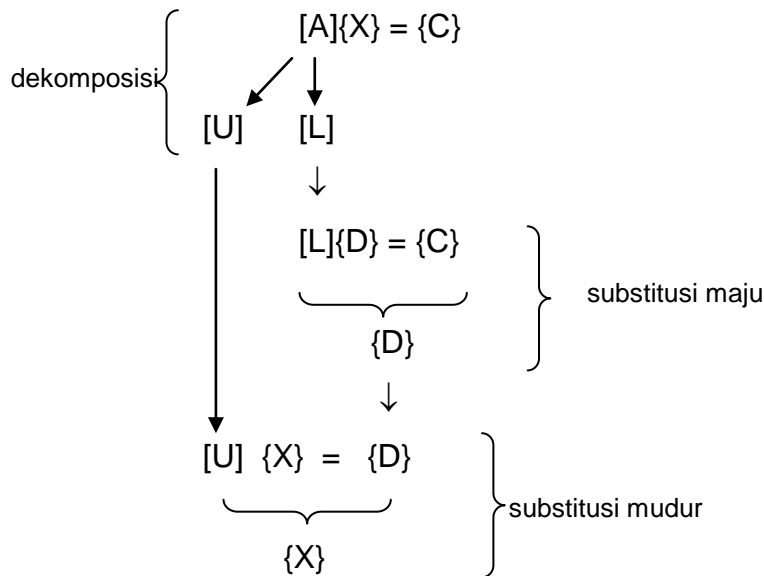 [A]{X} = {C}
dekomposisi
[U] [L]
↓
[L]{D} = {C}
substitusi maju
{D}
↓
[U] {X} = {D}
substitusi mudur
{X}